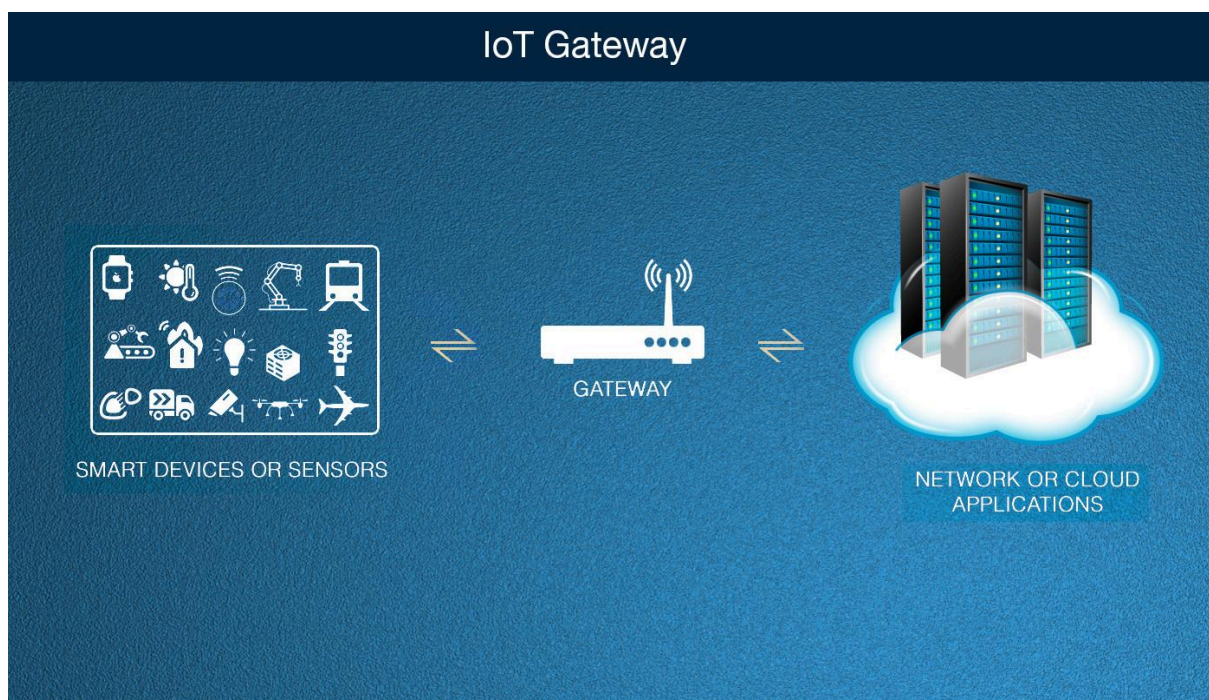 IoT Gateway
SMART DEVICES OR SENSORS
GATEWAY
NETWORK OR CLOUD
APPLICATIONS